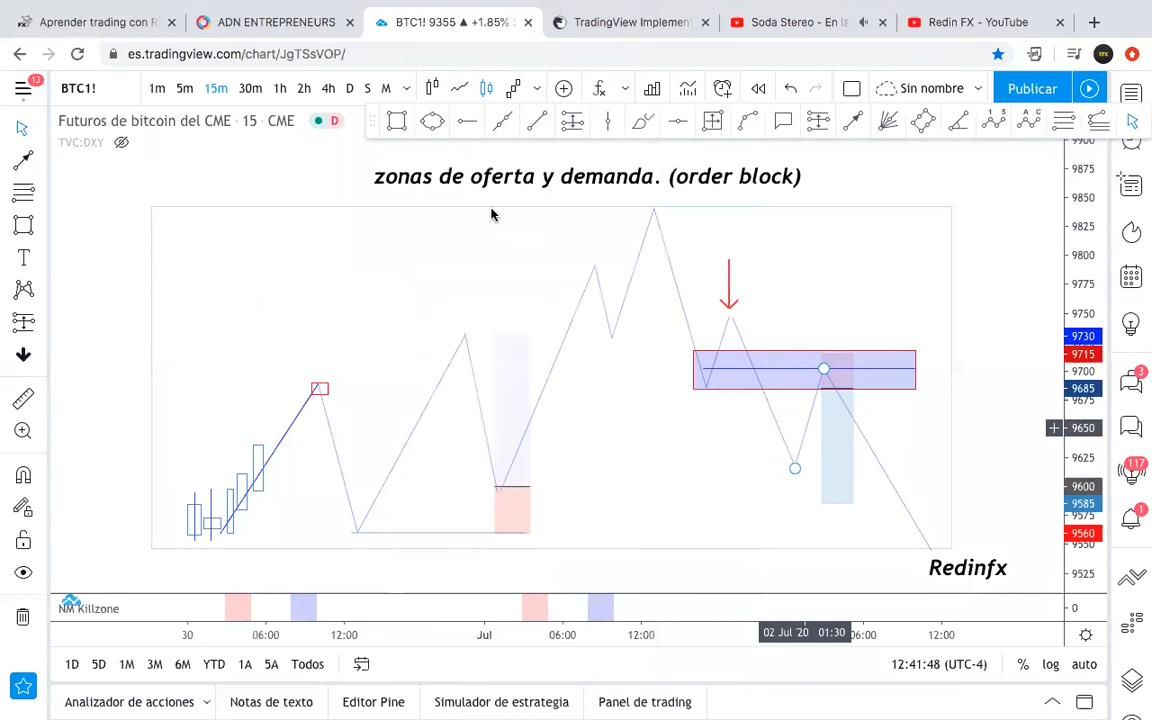 Aprender trading con R
ADN ENTREPRENEURS
BTC1! 9355 ▲ +1.85%
TradingView Implement
Soda Stereo - En la
Redin FX - YouTube
es.tradingview.com/chart/JgTSsVOP/
13
BTC1!
1m 5m 15m 30m 1h 2h 4h D S M
Sin nombre
Publicar
Futuros de bitcoin del CME · 15 · CME
D
TVC:DXY
zonas de oferta y demanda. (order block)
9900
9875
9850
9825
9800
9775
9750
9730
9715
9700
9685
9675
9650
9625
9600
9585
9575
9560
9550
9525
0
3
117
1
Redinfx
NM Killzone
30 06:00 12:00 Jul 06:00 12:00 02 Jul '20 01:30 06:00 12:00
1D 5D 1M 3M 6M YTD 1A 5A Todos
12:41:48 (UTC-4) % log auto
Analizador de acciones
Notas de texto
Editor Pine
Simulador de estrategia
Panel de trading